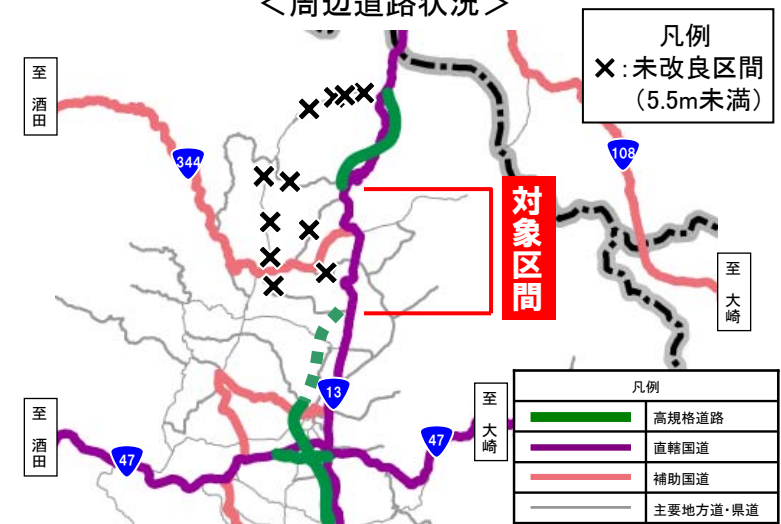 ＜周辺道路状況＞
凡例
×：未改良区間
（5.5m未満）
至 酒田
344
108
対象区間
至 大崎
13
至 酒田
47
至 大崎
47
凡例
高規格道路
直轄国道
補助国道
主要地方道・県道